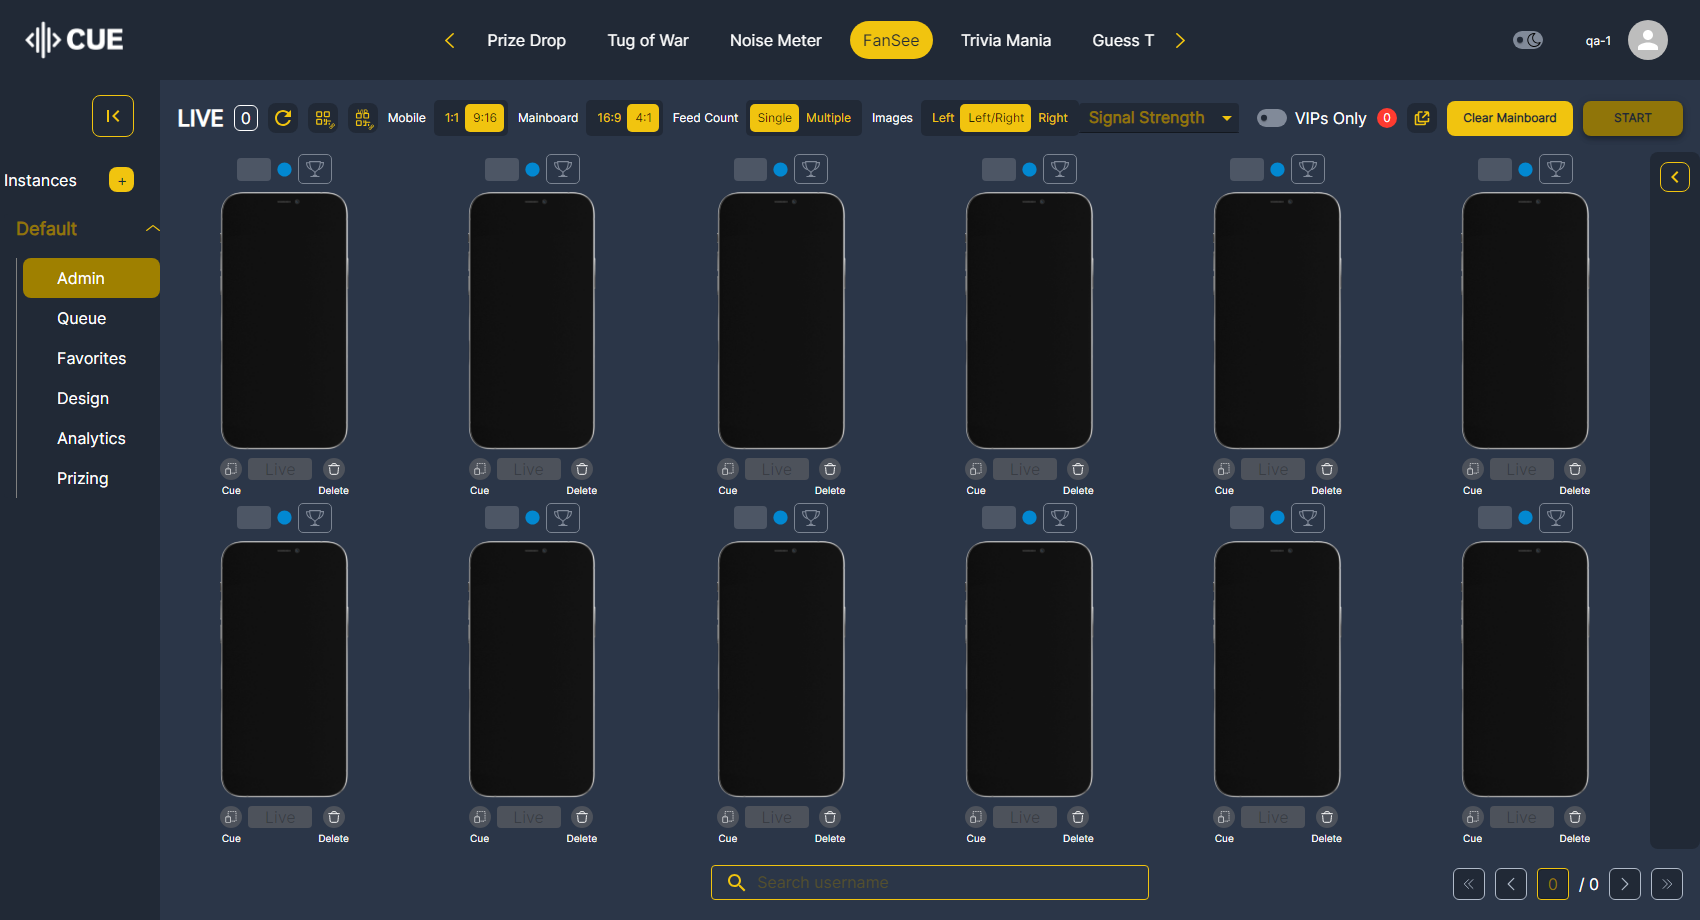 CUE
Prize Drop Tug of War Noise Meter FanSee Trivia Mania Guess T
qa-1
LIVE 0 Mobile 1:1 9:16 Mainboard 16:9 4:1 Feed Count Single Multiple Images Left Left/Right Right Signal Strength VIPs Only 0 Clear Mainboard START
Instances +
Default
Admin
Queue
Favorites
Design
Analytics
Prizing
Live Live Live Live Live Live
Cue Delete Cue Delete Cue Delete Cue Delete Cue Delete Cue Delete
Live Live Live Live Live Live
Cue Delete Cue Delete Cue Delete Cue Delete Cue Delete Cue Delete
Search username
0 / 0